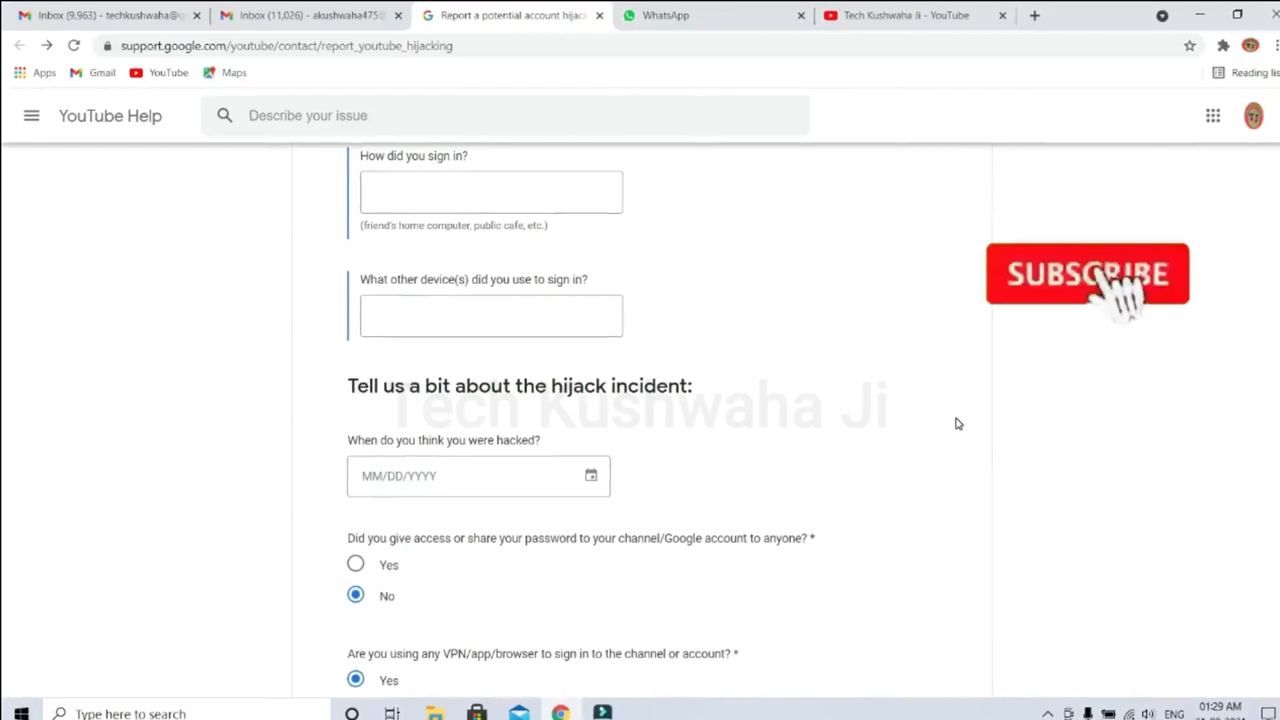 Inbox (9,963) - techkushwaha@g
Inbox (11,026) - akushwaha475@
Report a potential account hijack
WhatsApp
Tech Kushwaha Ji - YouTube
support.google.com/youtube/contact/report_youtube_hijacking
Apps
Gmail
YouTube
Maps
Reading lis
YouTube Help
Describe your issue
How did you sign in?
(friend's home computer, public cafe, etc.)
SUBSCRIBE
What other device(s) did you use to sign in?
Tell us a bit about the hijack incident:
Tech Kushwaha Ji
When do you think you were hacked?
MM/DD/YYYY
Did you give access or share your password to your channel/Google account to anyone? *
Yes
No
Are you using any VPN/app/browser to sign in to the channel or account? *
Yes
Type here to search
ENG
01:29 AM